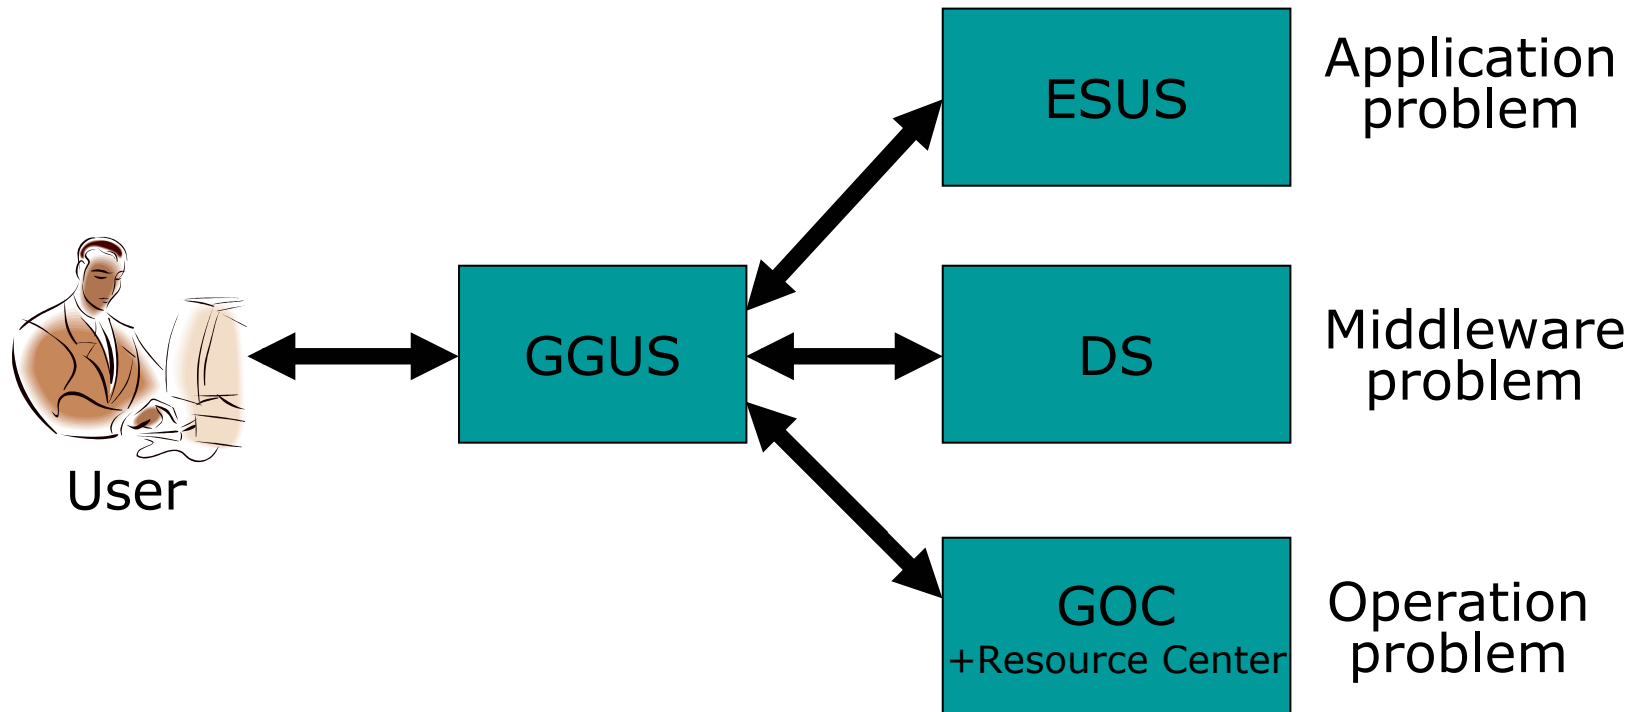 ESUS
Application
problem
User
GGUS
DS
Middleware
problem
GOC
+Resource Center
Operation
problem